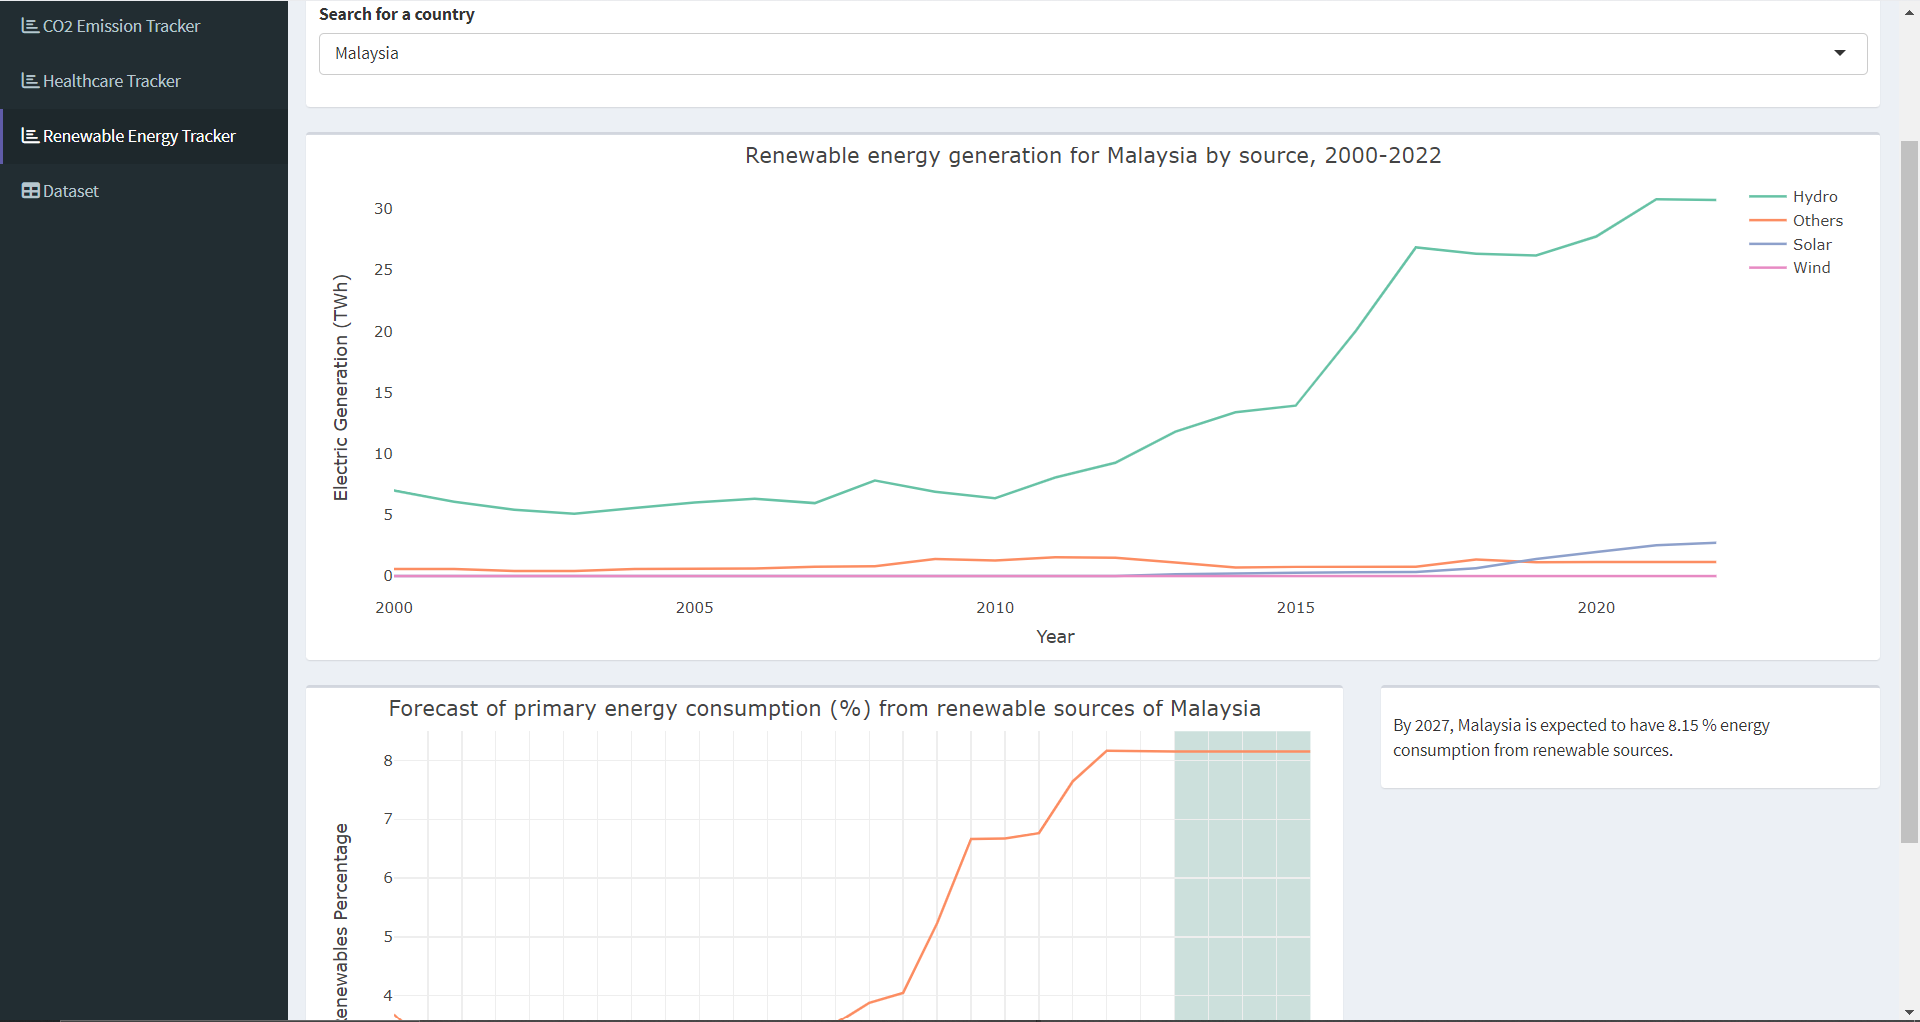 CO2 Emission Tracker
Healthcare Tracker
Renewable Energy Tracker
Dataset
Search for a country
Malaysia
Renewable energy generation for Malaysia by source, 2000-2022
Electric Generation (TWh)
30
25
20
15
10
5
0
2000
2005
2010
2015
2020
Year
Hydro
Others
Solar
Wind
Forecast of primary energy consumption (%) from renewable sources of Malaysia
Renewables Percentage
8
7
6
5
4
By 2027, Malaysia is expected to have 8.15 % energy
consumption from renewable sources.